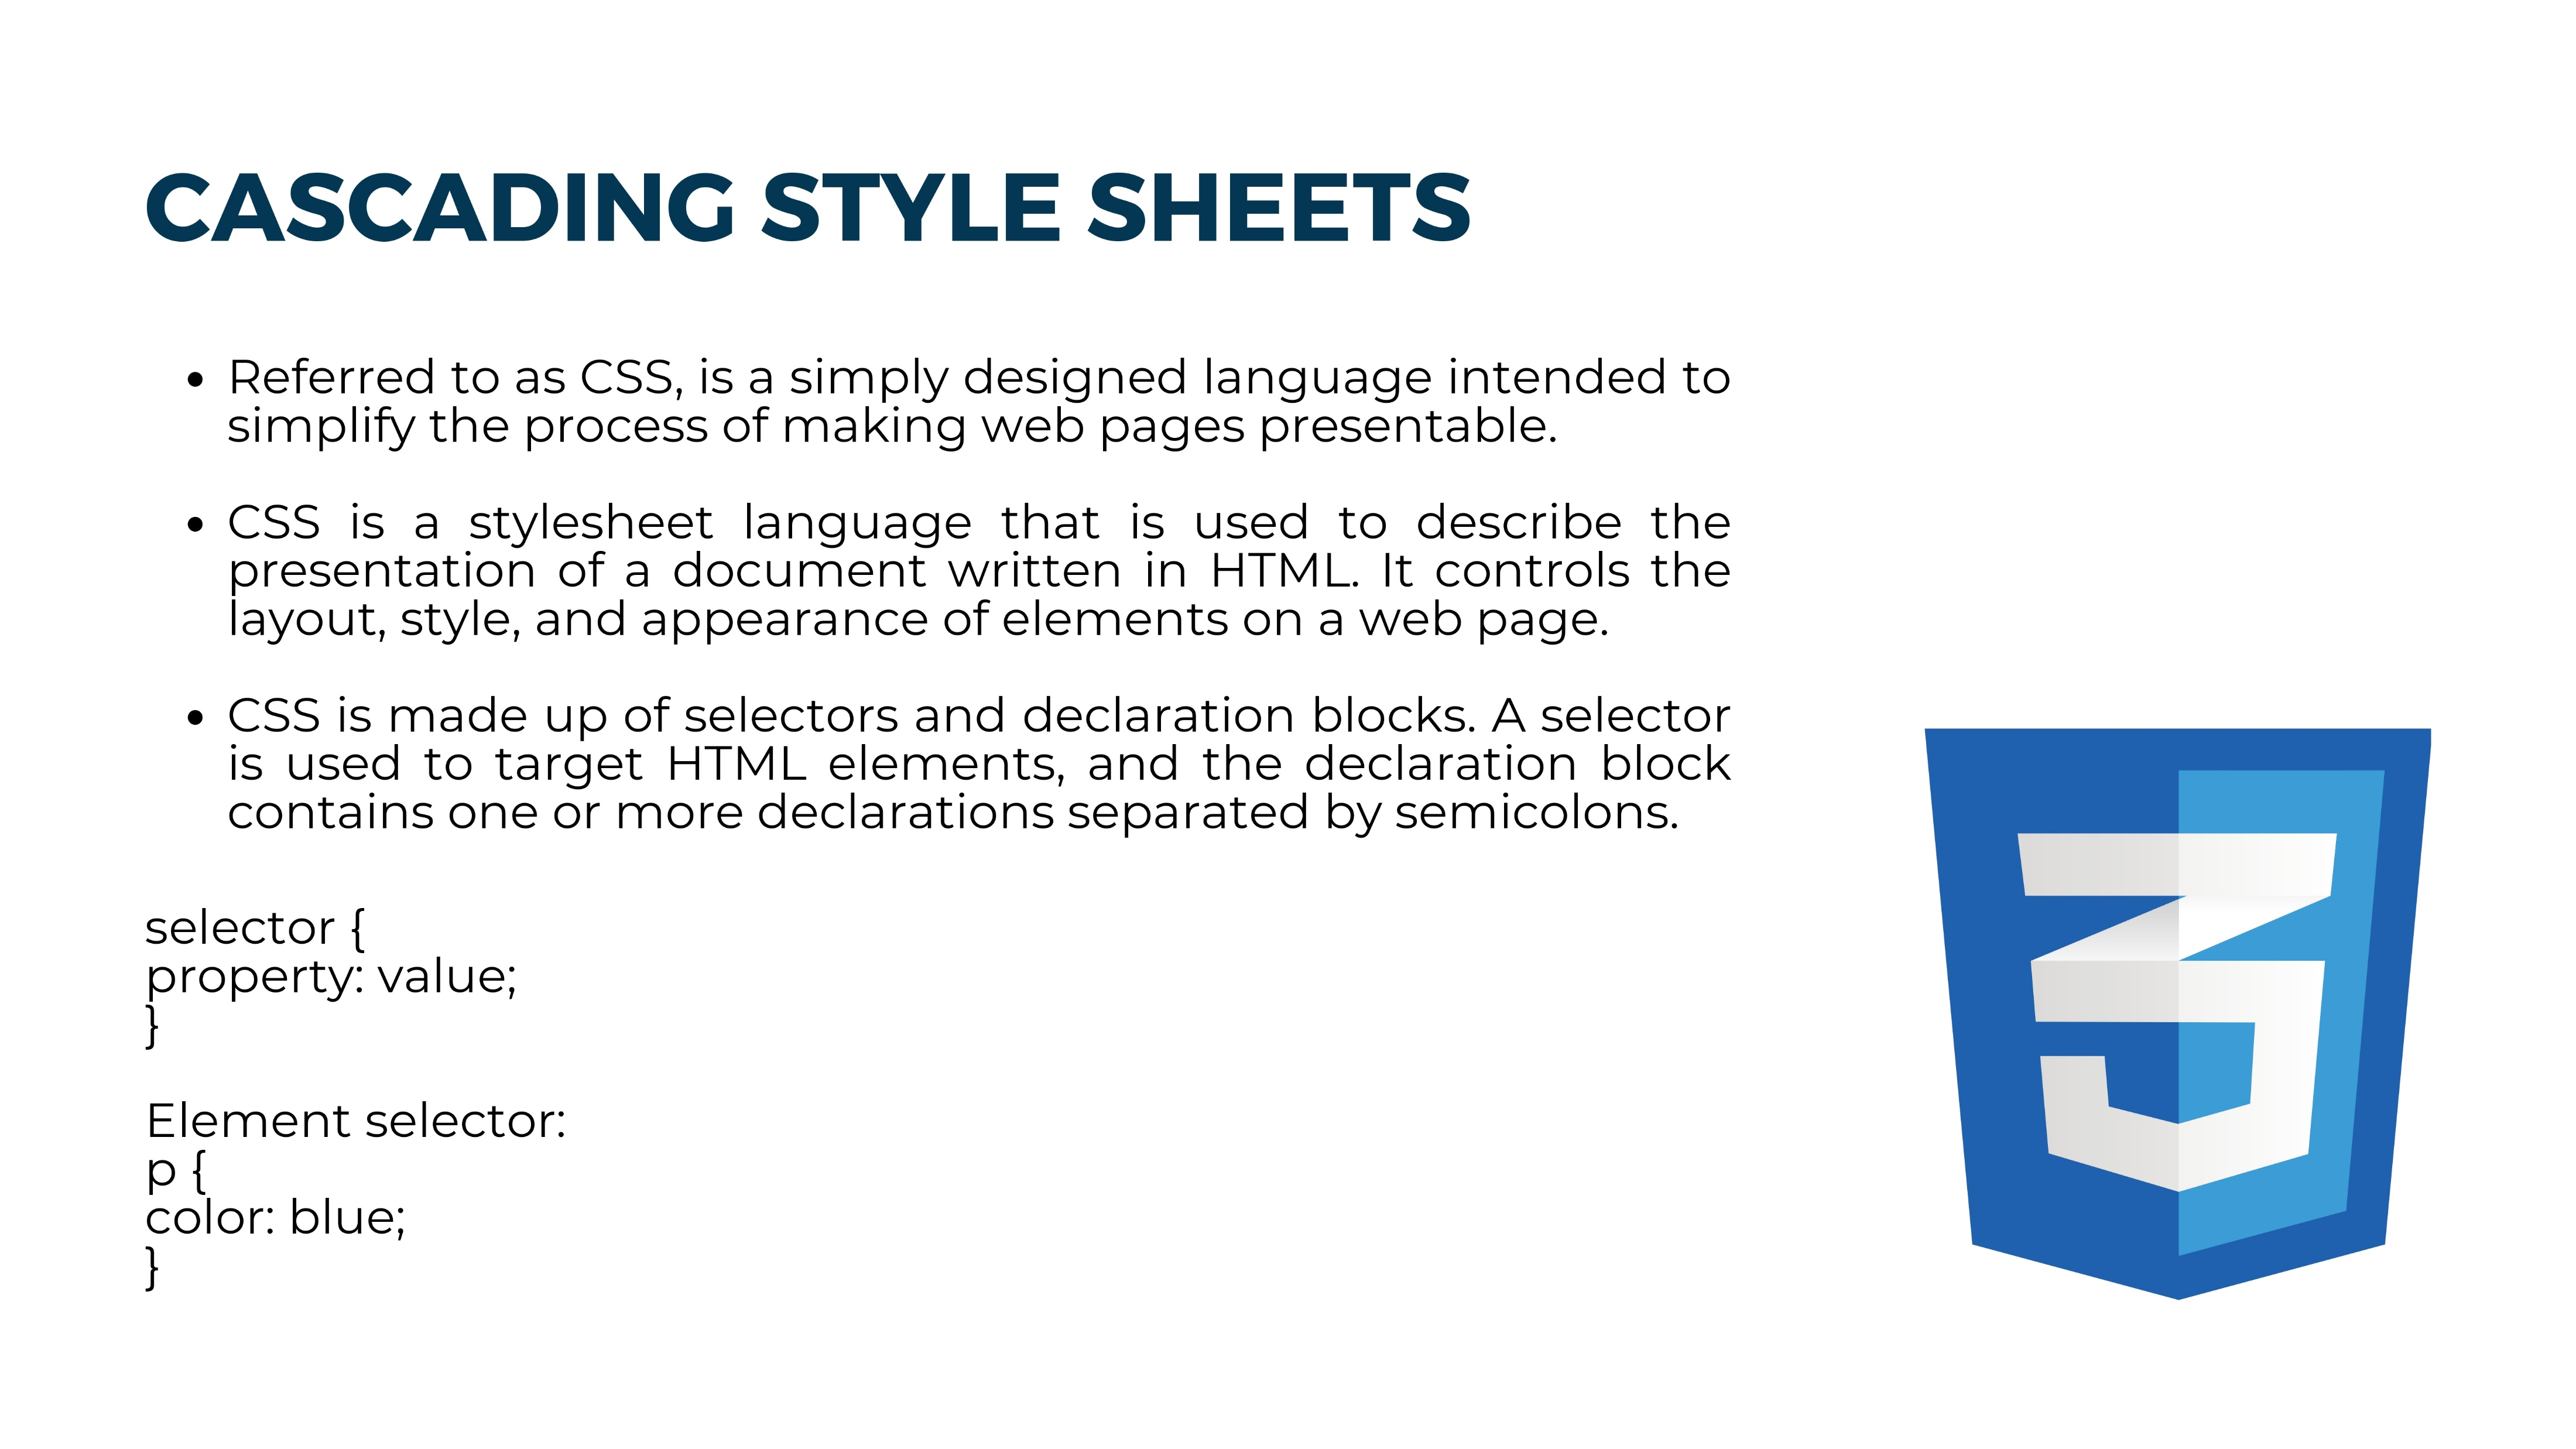 CASCADING STYLE SHEETS
• Referred to as CSS, is a simply designed language intended to
simplify the process of making web pages presentable.
• CSS is a stylesheet language that is used to describe the
presentation of a document written in HTML. It controls the
layout, style, and appearance of elements on a web page.
• CSS is made up of selectors and declaration blocks. A selector
is used to target HTML elements, and the declaration block
contains one or more declarations separated by semicolons.
selector {
property: value;
}
Element selector:
p {
color: blue;
}
3